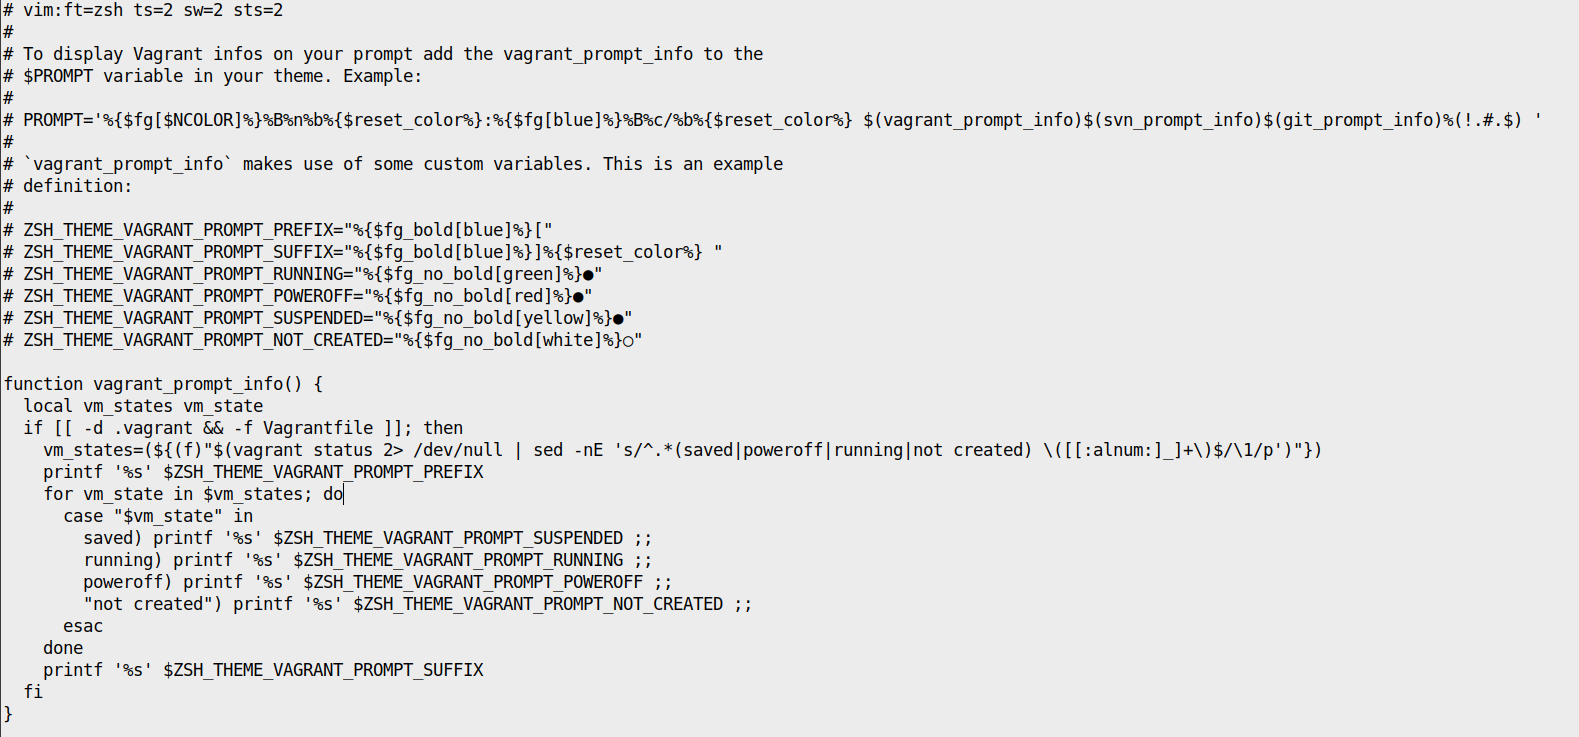 # vim:ft=zsh ts=2 sw=2 sts=2
#
# To display Vagrant infos on your prompt add the vagrant_prompt_info to the
# $PROMPT variable in your theme. Example:
#
# PROMPT='%{$fg[$NCOLOR]%}%B%n%b%{$reset_color%}:%{$fg[blue]%}%B%c/%b%{$reset_color%} $(vagrant_prompt_info)$(svn_prompt_info)$(git_prompt_info)%(!.#.$) '
#
# `vagrant_prompt_info` makes use of some custom variables. This is an example
# definition:
#
# ZSH_THEME_VAGRANT_PROMPT_PREFIX="%{$fg_bold[blue]%}["
# ZSH_THEME_VAGRANT_PROMPT_SUFFIX="%{$fg_bold[blue]%}]%{$reset_color%} "
# ZSH_THEME_VAGRANT_PROMPT_RUNNING="%{$fg_no_bold[green]%}●"
# ZSH_THEME_VAGRANT_PROMPT_POWEROFF="%{$fg_no_bold[red]%}●"
# ZSH_THEME_VAGRANT_PROMPT_SUSPENDED="%{$fg_no_bold[yellow]%}●"
# ZSH_THEME_VAGRANT_PROMPT_NOT_CREATED="%{$fg_no_bold[white]%}○"

function vagrant_prompt_info() {
  local vm_states vm_state
  if [[ -d .vagrant && -f Vagrantfile ]]; then
    vm_states=(${(f)"$(vagrant status 2> /dev/null | sed -nE 's/^.*(saved|poweroff|running|not created) \([[:alnum:]_]+\)$/\1/p')"})
    printf '%s' $ZSH_THEME_VAGRANT_PROMPT_PREFIX
    for vm_state in $vm_states; do
      case "$vm_state" in
        saved) printf '%s' $ZSH_THEME_VAGRANT_PROMPT_SUSPENDED ;;
        running) printf '%s' $ZSH_THEME_VAGRANT_PROMPT_RUNNING ;;
        poweroff) printf '%s' $ZSH_THEME_VAGRANT_PROMPT_POWEROFF ;;
        "not created") printf '%s' $ZSH_THEME_VAGRANT_PROMPT_NOT_CREATED ;;
      esac
    done
    printf '%s' $ZSH_THEME_VAGRANT_PROMPT_SUFFIX
  fi
}